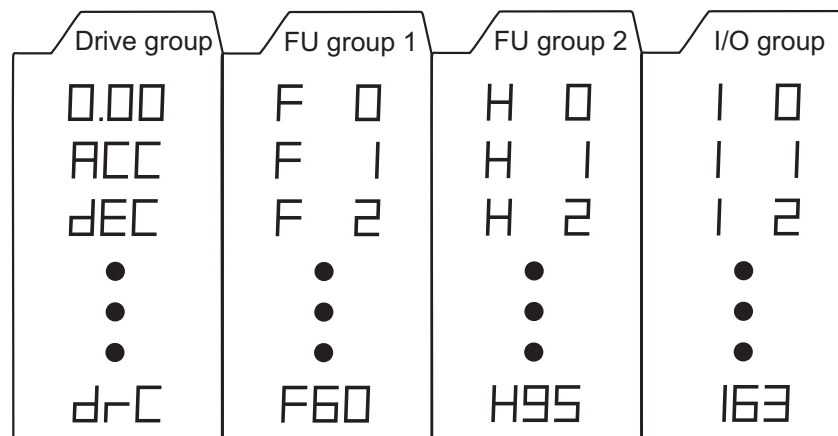 Drive group FU group 1 FU group 2 I/O group
0.00 F 0 H 0 I 0
ACC F 1 H 1 I 1
dEC F 2 H 2 I 2
drC F60 H95 I63